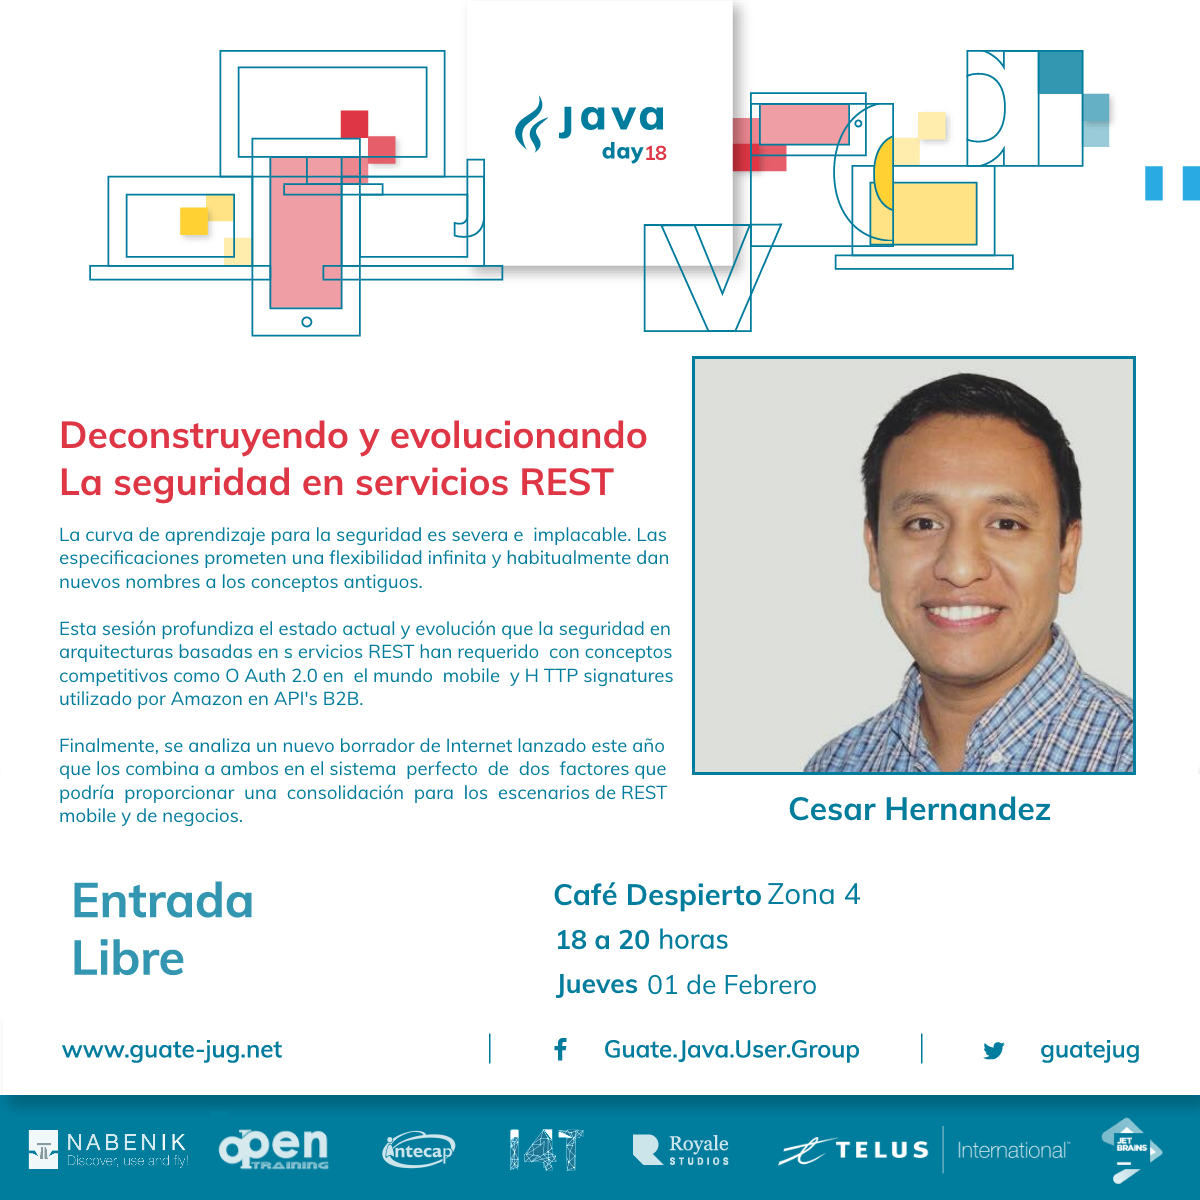 Java
day18
J
a
v
a
Deconstruyendo y evolucionando
La seguridad en servicios REST
La curva de aprendizaje para la seguridad es severa e implacable. Las
especificaciones prometen una flexibilidad infinita y habitualmente dan
nuevos nombres a los conceptos antiguos.
Esta sesión profundiza el estado actual y evolución que la seguridad en
arquitecturas basadas en s ervicios REST han requerido con conceptos
competitivos como O Auth 2.0 en el mundo mobile y H TTP signatures
utilizado por Amazon en API's B2B.
Finalmente, se analiza un nuevo borrador de Internet lanzado este año
que los combina a ambos en el sistema perfecto de dos factores que
podría proporcionar una consolidación para los escenarios de REST
mobile y de negocios.
Cesar Hernandez
Entrada
Libre
Café Despierto Zona 4
18 a 20 horas
Jueves 01 de Febrero
www.guate-jug.net
Guate.Java.User.Group
guatejug
NABENIK
Discover, use and fly!
Open
TRAINING
intecap
I4T
Royale
STUDIOS
TELUS International
JET
BRAINS